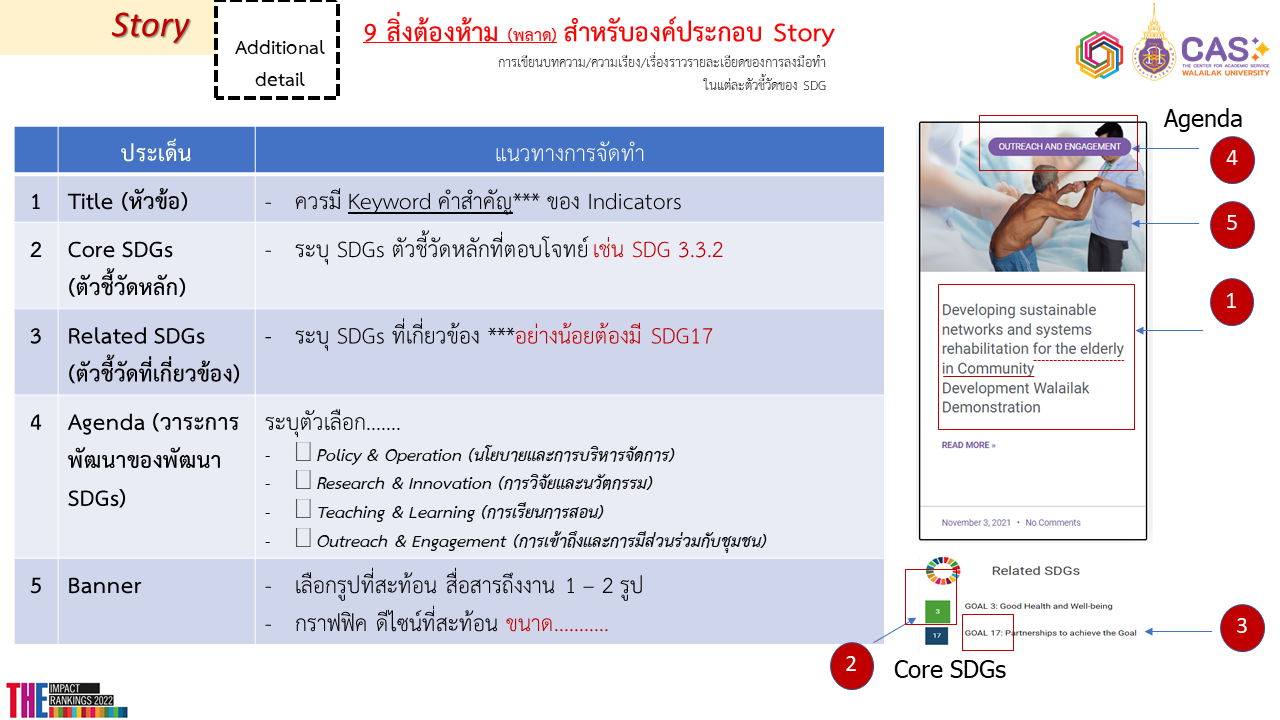 Story
Additional
detail
9 สิ่งต้องห้าม (พลาด) สำหรับองค์ประกอบ Story
การเขียนบทความ/ความเรียง/เรื่องราวรายละเอียดของการลงมือทำ
ในแต่ละตัวชี้วัดของ SDG
CAS
THE CENTER FOR ACADEMIC SERVICE
WALAILAK UNIVERSITY
ประเด็น แนวทางการจัดทำ
1 Title (หัวข้อ) - ควรมี Keyword คำสำคัญ*** ของ Indicators
2 Core SDGs - ระบุ SDGs ตัวชี้วัดหลักที่ตอบโจทย์ เช่น SDG 3.3.2
(ตัวชี้วัดหลัก)
3 Related SDGs - ระบุ SDGs ที่เกี่ยวข้อง ***อย่างน้อยต้องมี SDG17
(ตัวชี้วัดที่เกี่ยวข้อง)
4 Agenda (วาระการ ระบุตัวเลือก.......
พัฒนาของพัฒนา
SDGs)
- Policy & Operation (นโยบายและการบริหารจัดการ)
- Research & Innovation (การวิจัยและนวัตกรรม)
- Teaching & Learning (การเรียนการสอน)
- Outreach & Engagement (การเข้าถึงและการมีส่วนร่วมกับชุมชน)
5 Banner - เลือกรูปที่สะท้อน สื่อสารถึงงาน 1 – 2 รูป
- กราฟฟิค ดีไซน์ที่สะท้อน ขนาด...........
Agenda
OUTREACH AND ENGAGEMENT
4
5
1
Developing sustainable
networks and systems
rehabilitation for the elderly
in Community
Development Walailak
Demonstration
READ MORE »
November 3, 2021 • No Comments
Related SDGs
3 GOAL 3: Good Health and Well-being
17 GOAL 17: Partnerships to achieve the Goal
3
2
Core SDGs
THE IMPACT
RANKINGS 2022